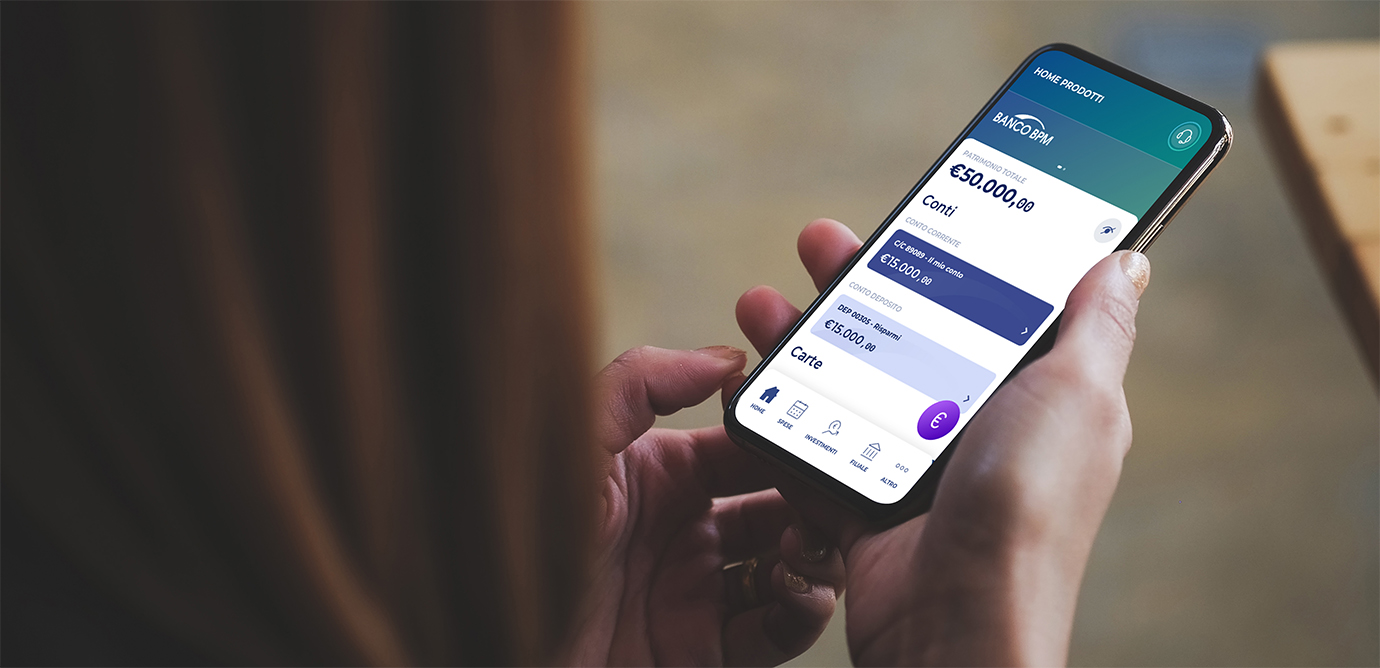 HOME PRODOTTI
BANCO BPM
PATRIMONIO TOTALE
€50.000,00
Conti
CONTO CORRENTE
C/C 89089 - Il mio conto
€15.000,00
CONTO DEPOSITO
DEP 00305 - Risparmi
€15.000,00
Carte
€
HOME
SPESE
INVESTIMENTI
FILIALE
ALTRO